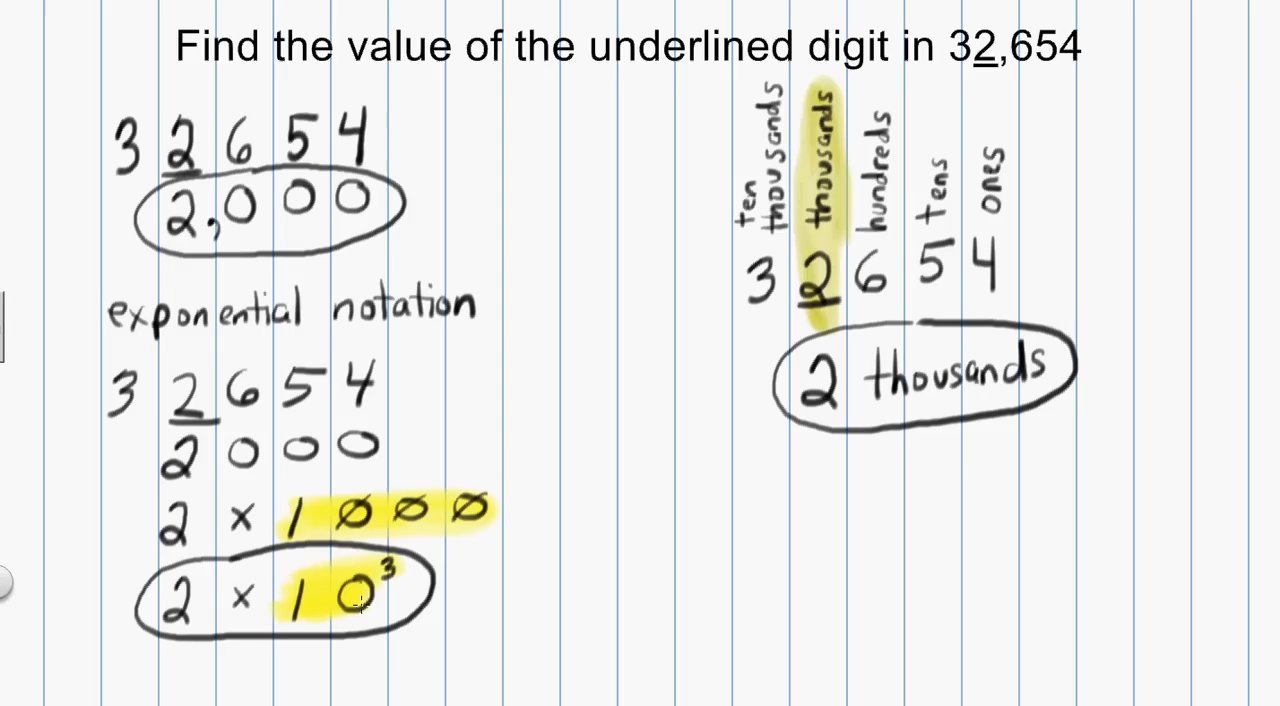 Find the value of the underlined digit in 32,654
3 2 6 5 4
2,000
exponential notation
3 2 6 5 4
2 0 0 0
2 × 1 0 0 0
2 × 10³
ten thousands
thousands
hundreds
tens
ones
3 2 6 5 4
2 thousands